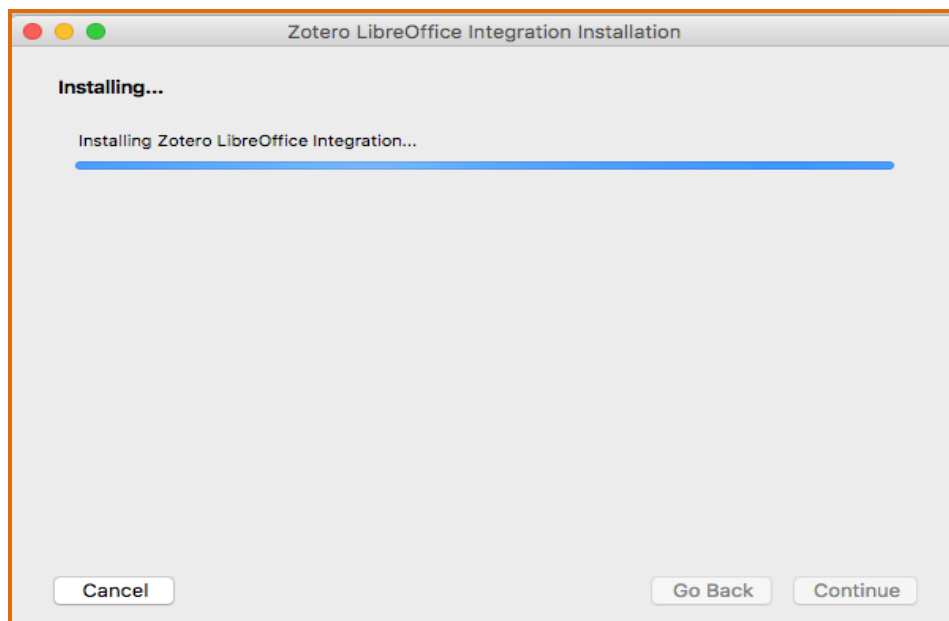 Zotero LibreOffice Integration Installation
Installing...
Installing Zotero LibreOffice Integration...
Cancel
Go Back
Continue